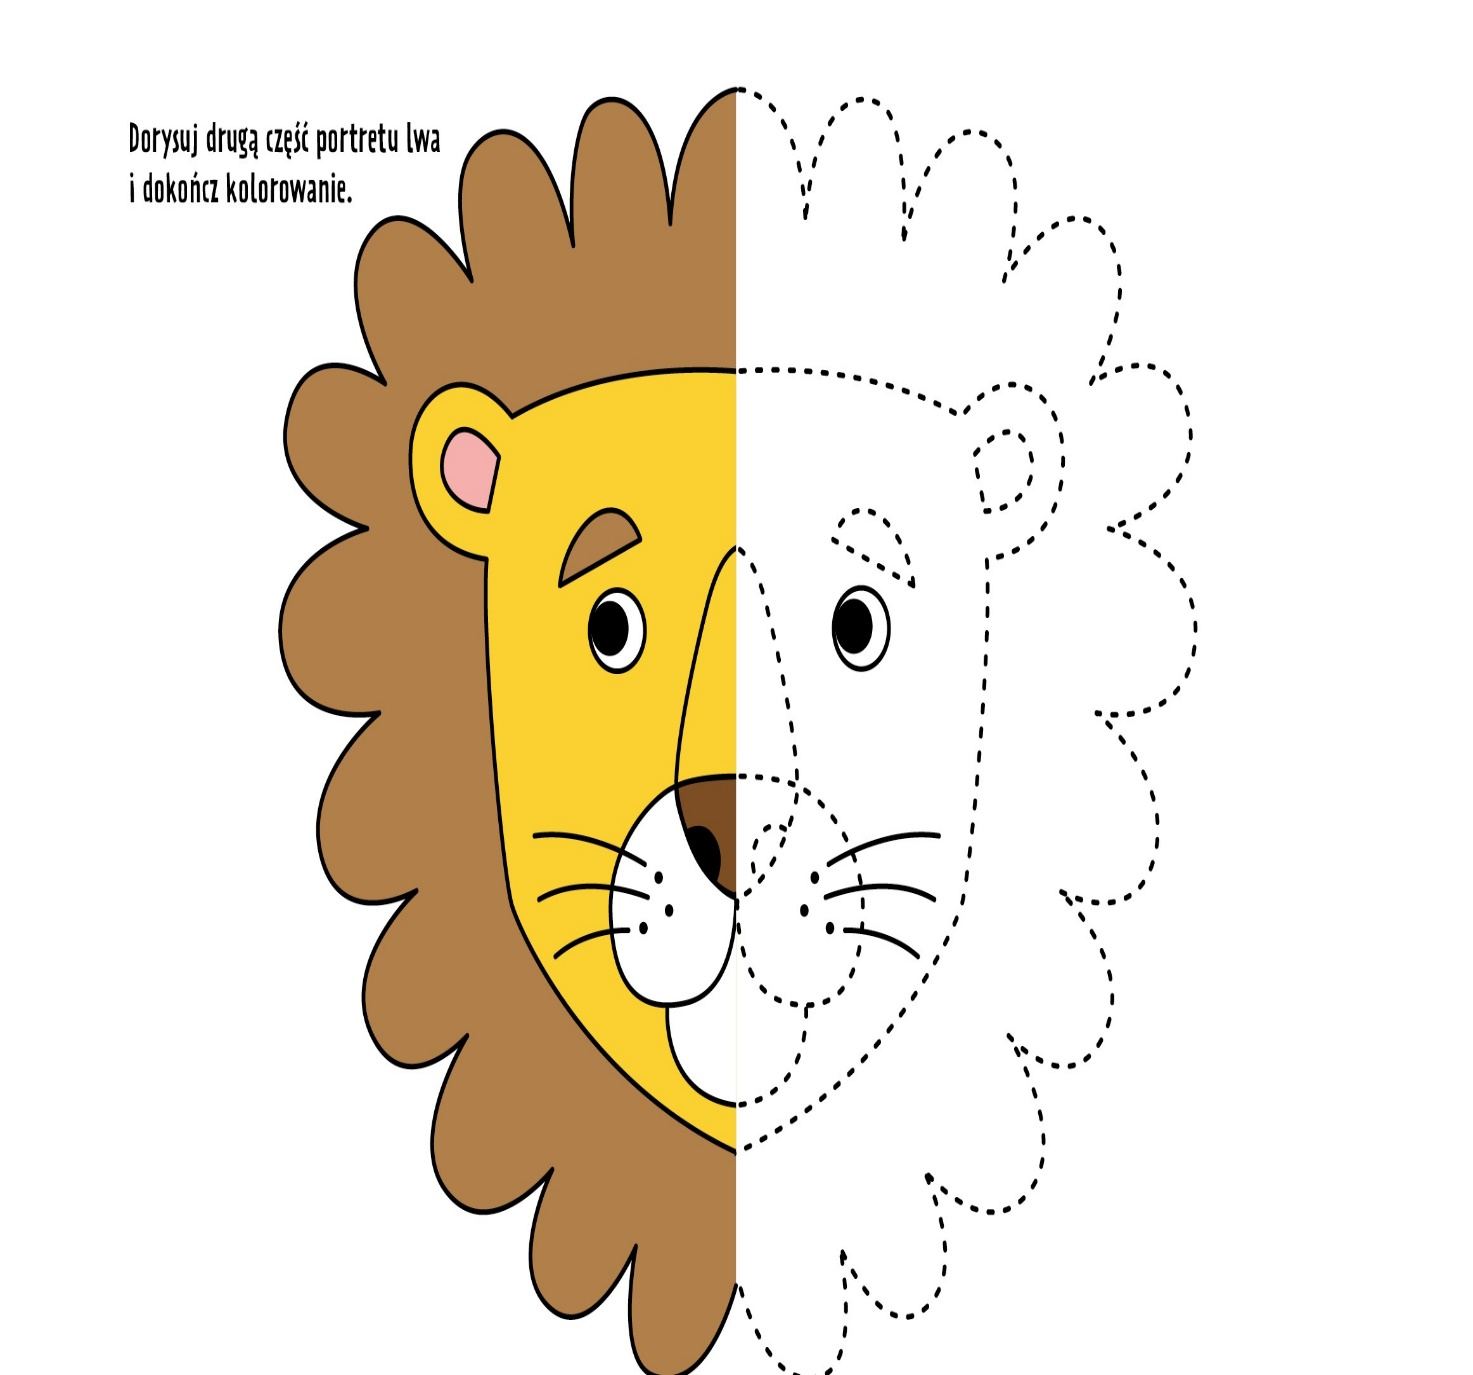 Dorysuj drugą część portretu lwa
i dokończ kolorowanie.